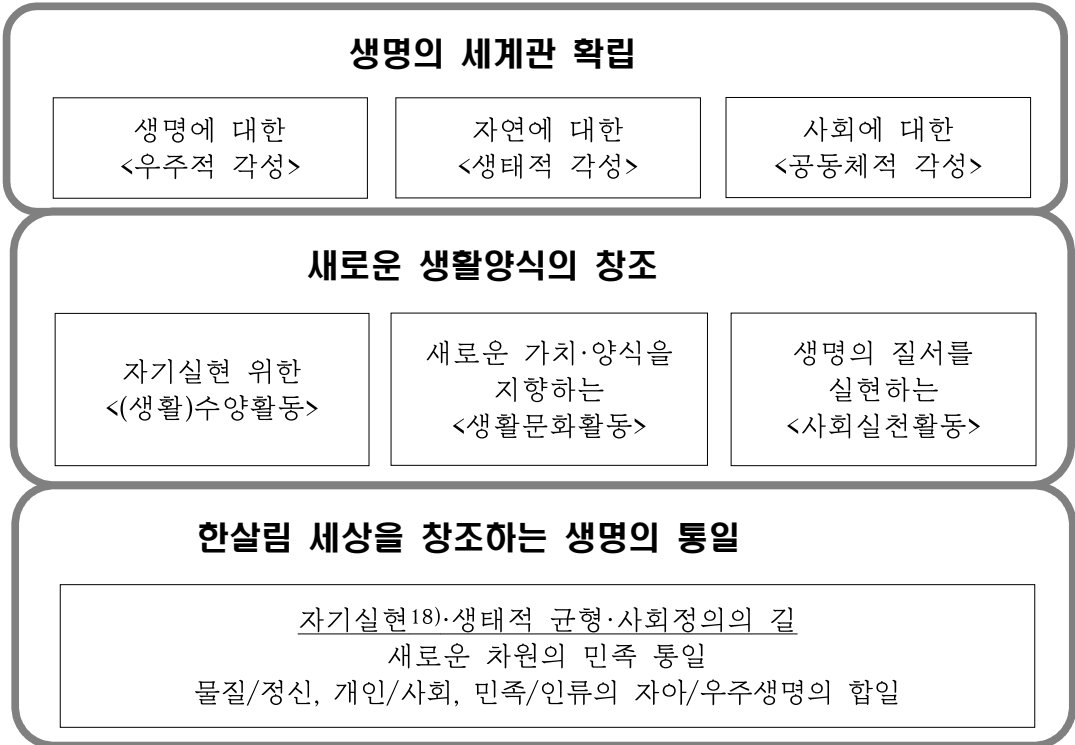 생명의 세계관 확립
생명에 대한
<우주적 각성>
자연에 대한
<생태적 각성>
사회에 대한
<공동체적 각성>
새로운 생활양식의 창조
자기실현 위한
<(생활)수양활동>
새로운 가치·양식을
지향하는
<생활문화활동>
생명의 질서를
실현하는
<사회실천활동>
한살림 세상을 창조하는 생명의 통일
자기실현18)·생태적 균형·사회정의의 길
새로운 차원의 민족 통일
물질/정신, 개인/사회, 민족/인류의 자아/우주생명의 합일